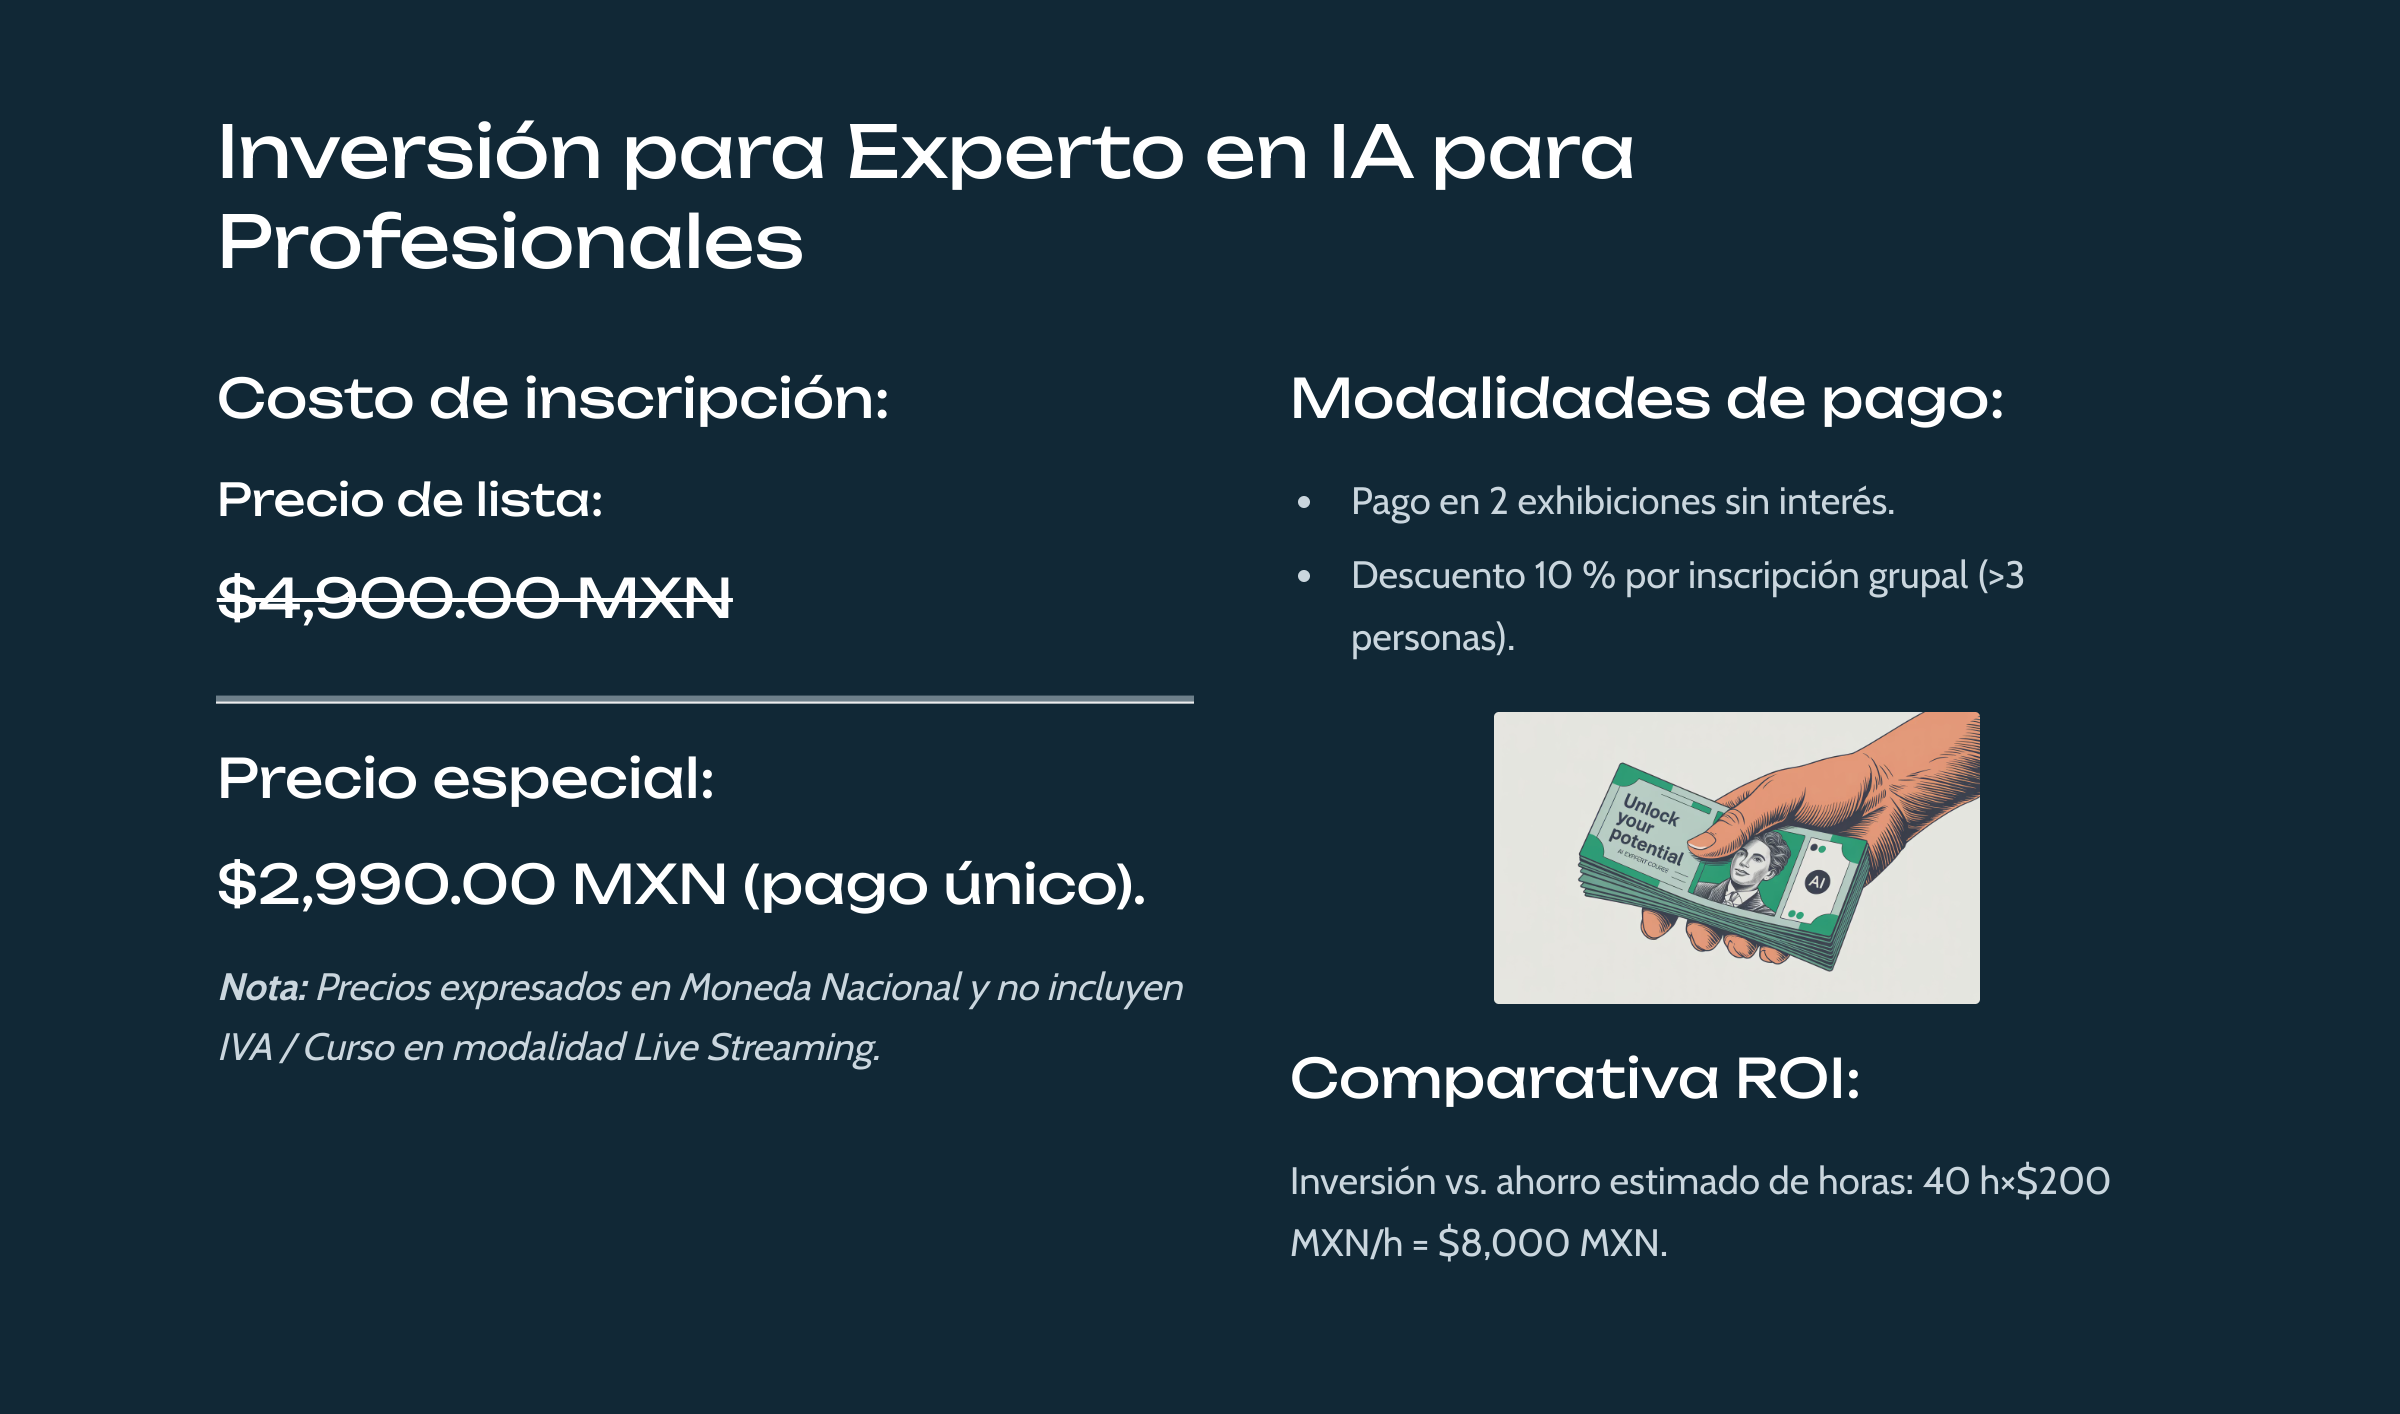 Inversión para Experto en IA para
Profesionales
Costo de inscripción:
Precio de lista:
$4,900.00 MXN
Precio especial:
$2,990.00 MXN (pago único).
Nota: Precios expresados en Moneda Nacional y no incluyen
IVA / Curso en modalidad Live Streaming.
Modalidades de pago:
• Pago en 2 exhibiciones sin interés.
• Descuento 10 % por inscripción grupal (>3
personas).
Unlock
your
potential
AI
Comparativa ROI:
Inversión vs. ahorro estimado de horas: 40 h×$200
MXN/h = $8,000 MXN.